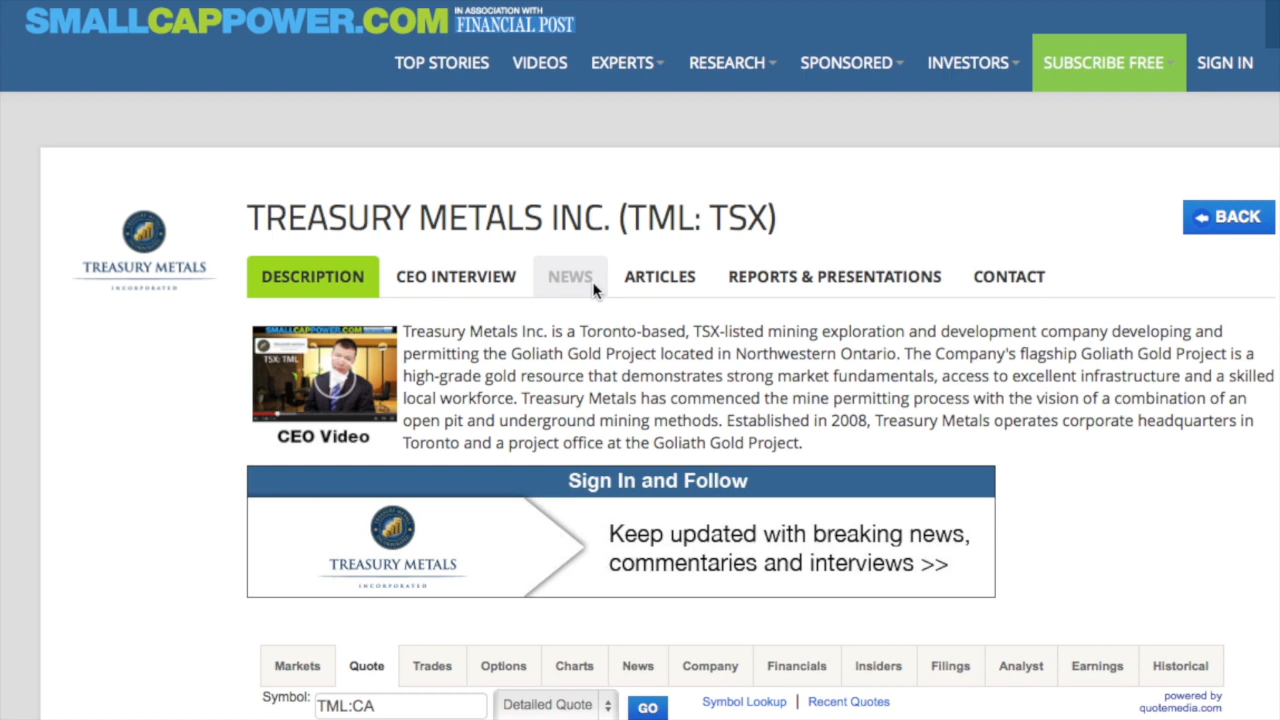 SMALLCAPPOWER.COM IN ASSOCIATION WITH FINANCIAL POST
TOP STORIES VIDEOS EXPERTS RESEARCH SPONSORED INVESTORS SUBSCRIBE FREE SIGN IN
TREASURY METALS
INCORPORATED
TREASURY METALS INC. (TML: TSX)
BACK
DESCRIPTION CEO INTERVIEW NEWS ARTICLES REPORTS & PRESENTATIONS CONTACT
SMALLCAPPOWER.COM
TSX: TML
CEO Video
Treasury Metals Inc. is a Toronto-based, TSX-listed mining exploration and development company developing and
permitting the Goliath Gold Project located in Northwestern Ontario. The Company's flagship Goliath Gold Project is a
high-grade gold resource that demonstrates strong market fundamentals, access to excellent infrastructure and a skilled
local workforce. Treasury Metals has commenced the mine permitting process with the vision of a combination of an
open pit and underground mining methods. Established in 2008, Treasury Metals operates corporate headquarters in
Toronto and a project office at the Goliath Gold Project.
Sign In and Follow
TREASURY METALS
INCORPORATED
Keep updated with breaking news,
commentaries and interviews >>
Markets Quote Trades Options Charts News Company Financials Insiders Filings Analyst Earnings Historical
Symbol: TML:CA Detailed Quote GO Symbol Lookup | Recent Quotes
powered by
quotemedia.com